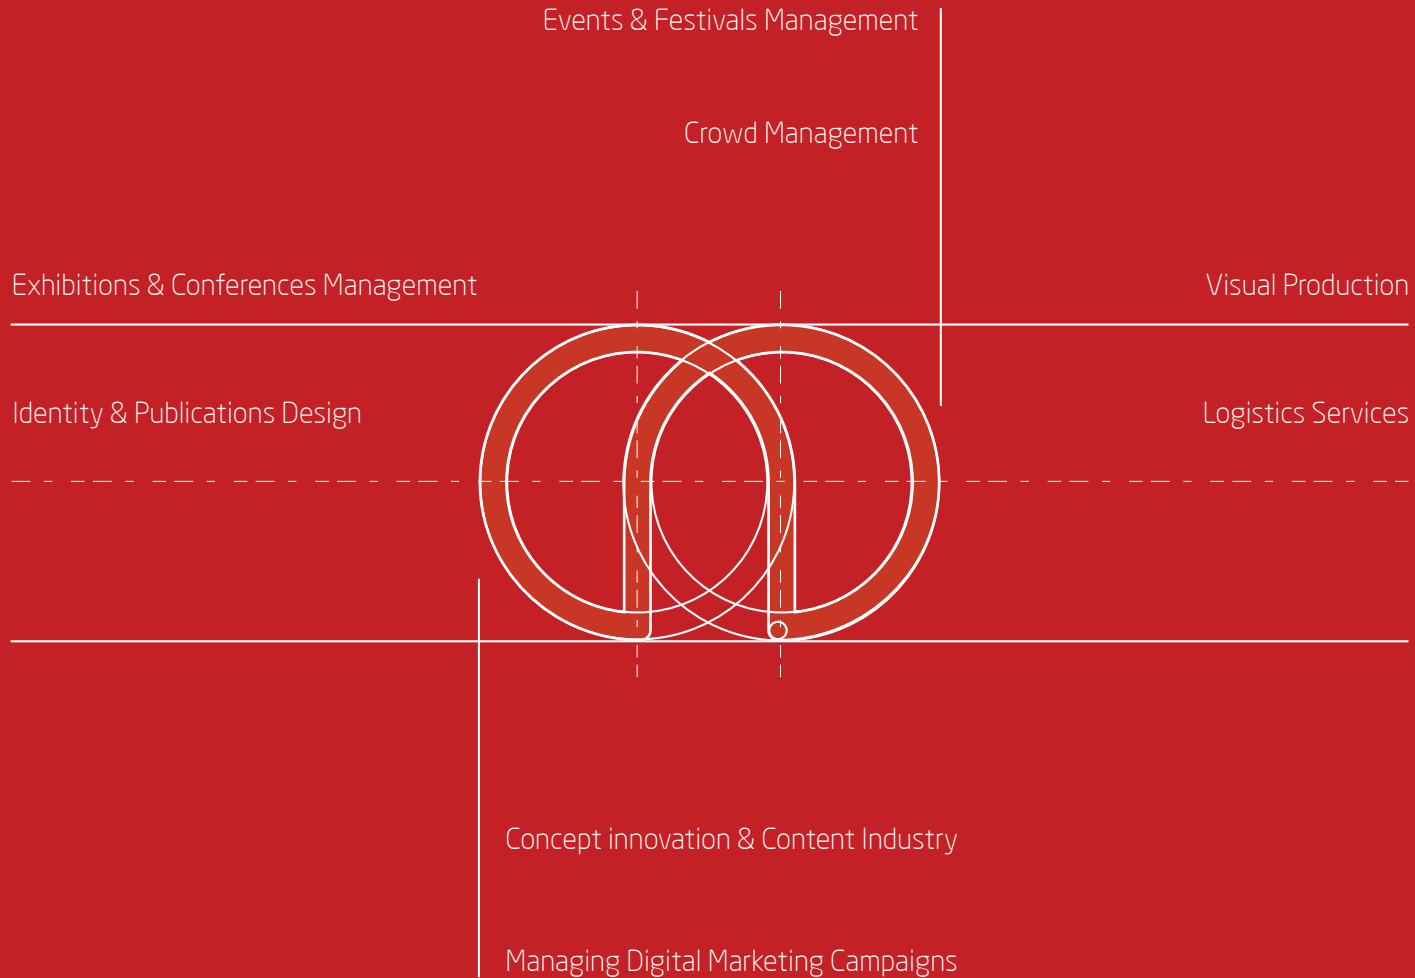 Events & Festivals Management
Crowd Management
Exhibitions & Conferences Management
Visual Production
Identity & Publications Design
Logistics Services
Concept innovation & Content Industry
Managing Digital Marketing Campaigns